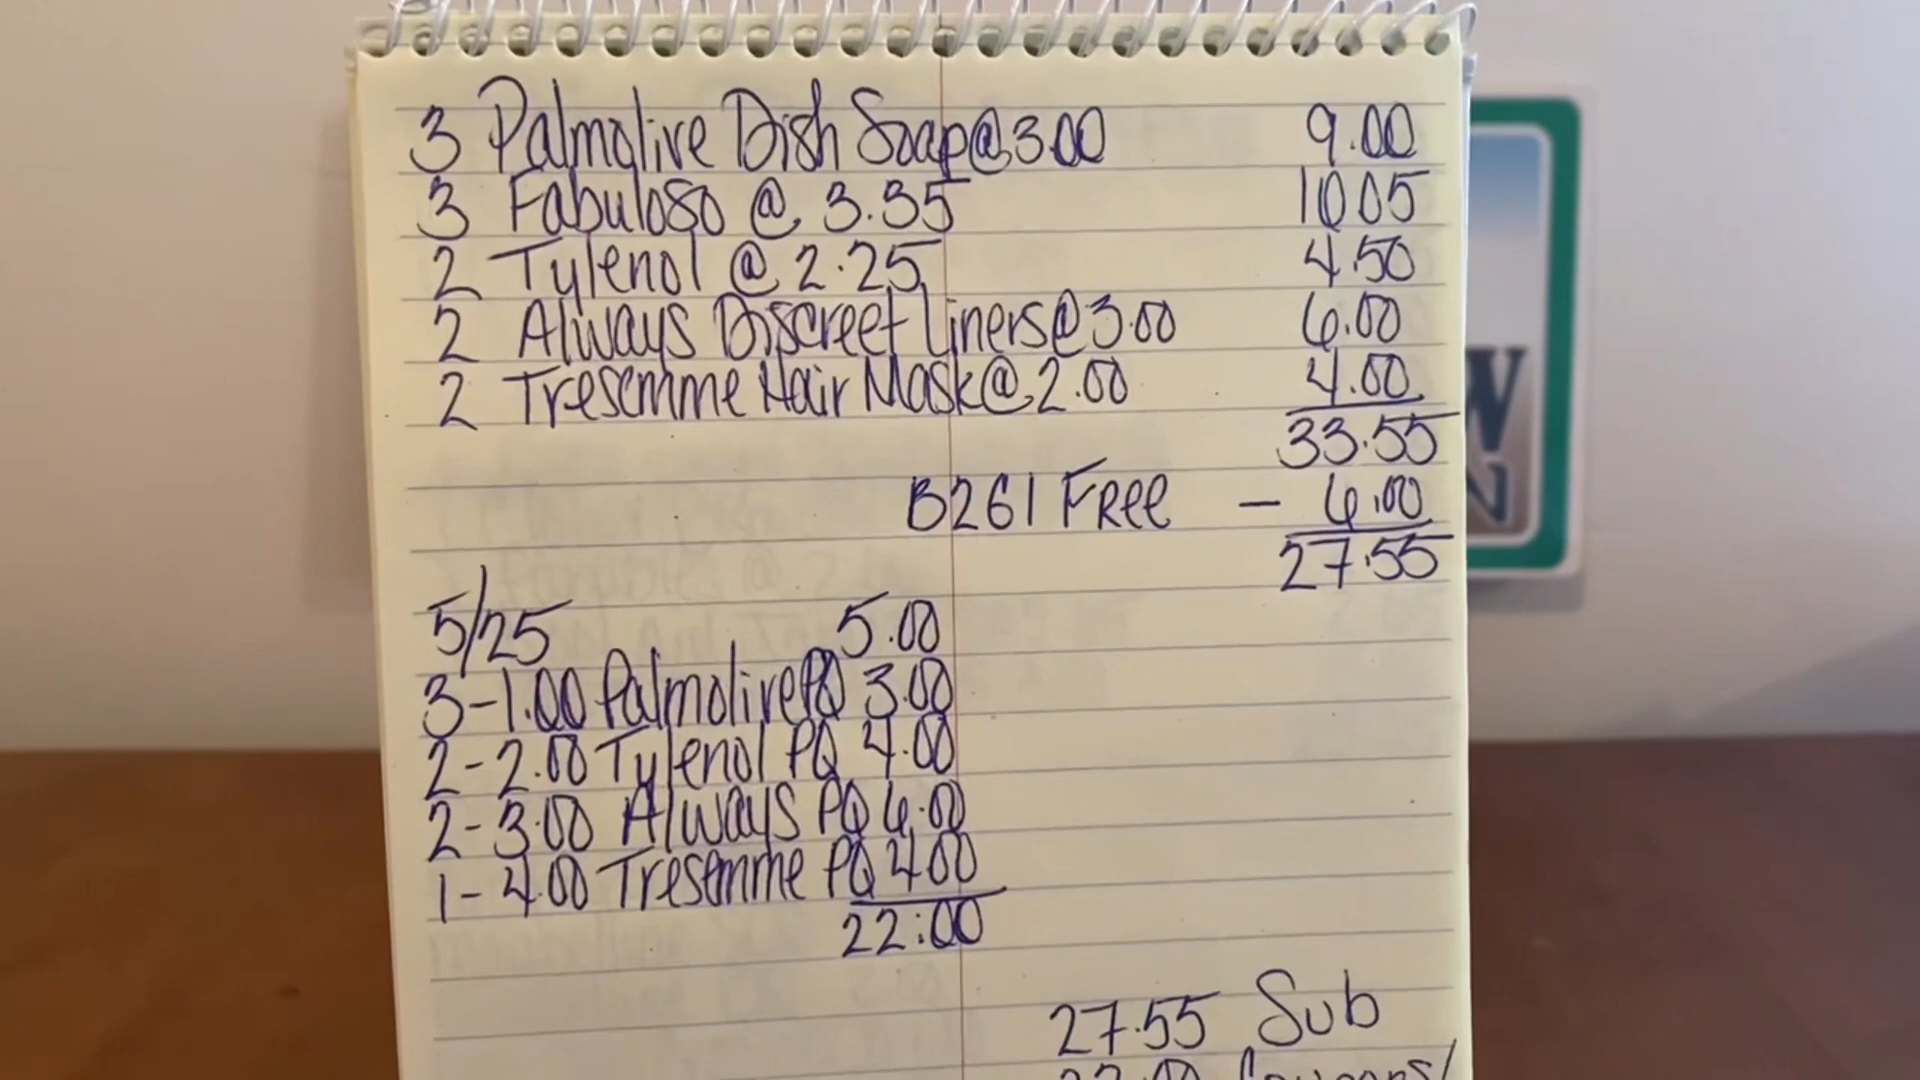 3 Palmolive Dish Soap @ 3.00 9.00
3 Fabuloso @ 3.35 10.05
2 Tylenol @ 2.25 4.50
2 Always Discreet Liners @ 3.00 6.00
2 Tresemme Hair Mask @ 2.00 4.00
33.55
B2G1 Free - 6.00
27.55
5/25 5.00
3-1.00 Palmolive PQ 3.00
2-2.00 Tylenol PQ 4.00
2-3.00 Always PQ 6.00
1-4.00 Tresemme PQ 4.00
22.00
27.55 Sub
22.00 Coupons/